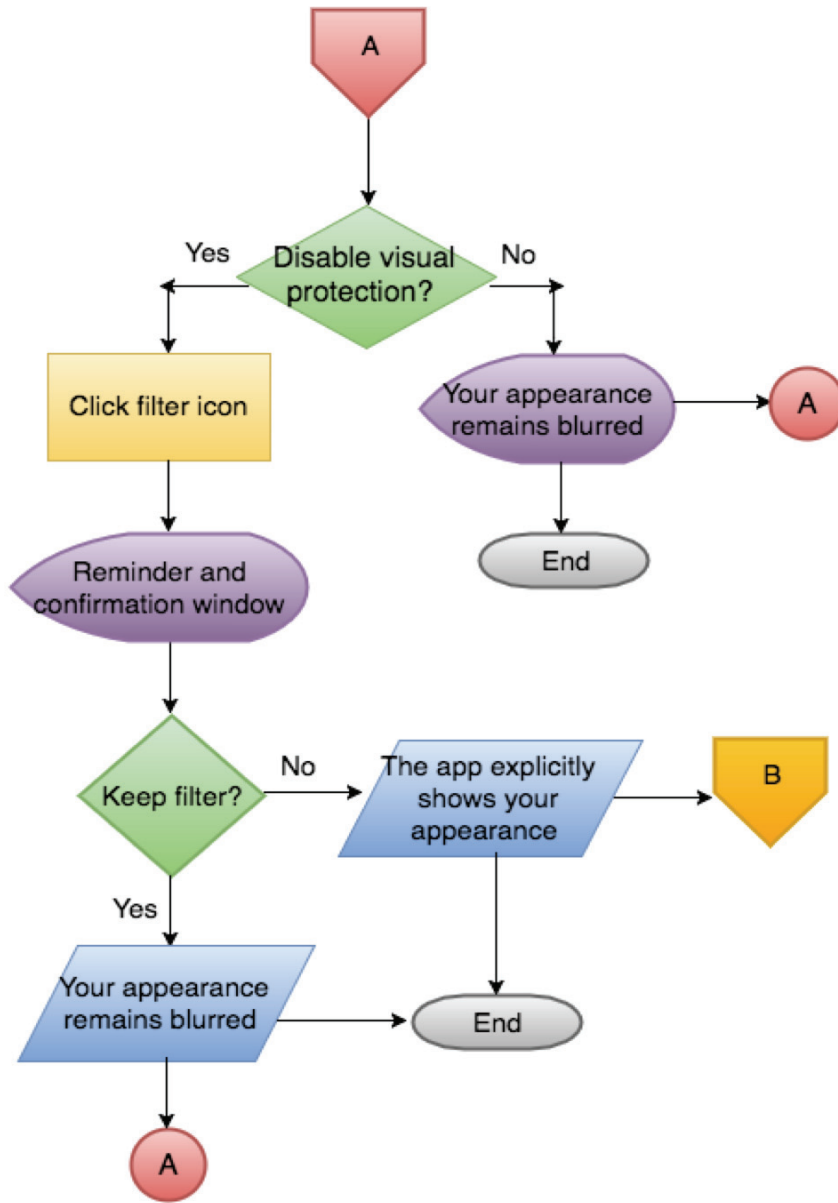 A
Yes
Disable visual
protection?
No
Click filter icon
Your appearance
remains blurred
A
End
Reminder and
confirmation window
Keep filter?
No
The app explicitly
shows your
appearance
B
Yes
Your appearance
remains blurred
End
A